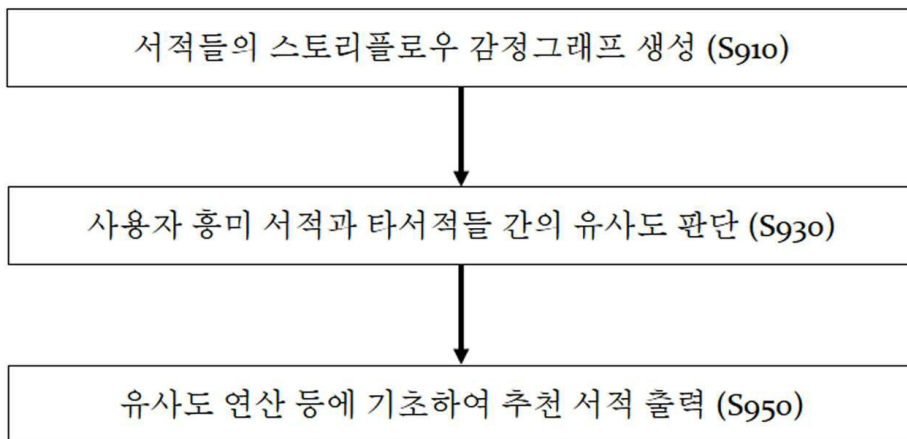 서적들의 스토리플로우 감정그래프 생성 (S910)
사용자 흥미 서적과 타서적들 간의 유사도 판단 (S930)
유사도 연산 등에 기초하여 추천 서적 출력 (S950)